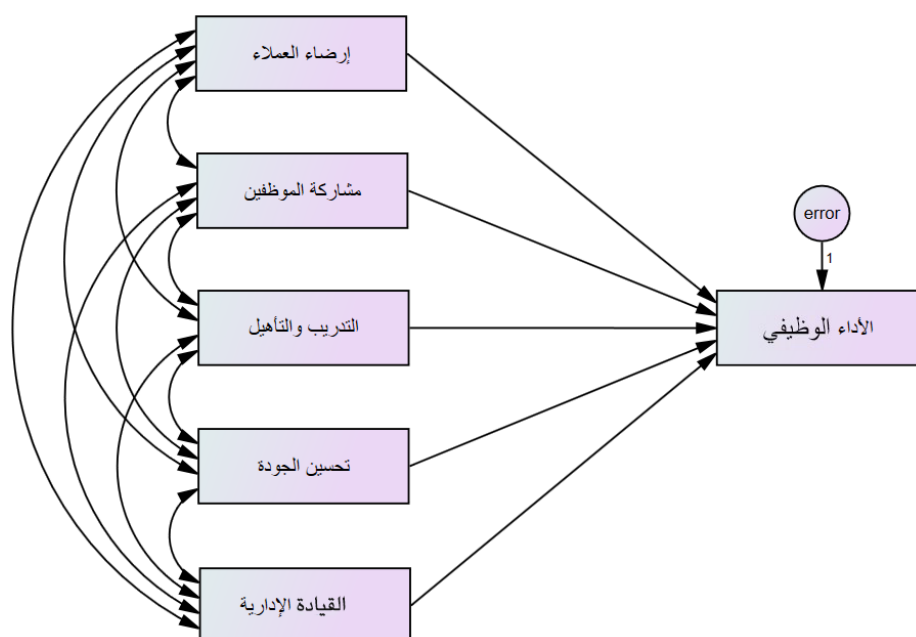 إرضاء العملاء
مشاركة الموظفين
التدريب والتأهيل
تحسين الجودة
القيادة الإدارية
error
1
الأداء الوظيفي